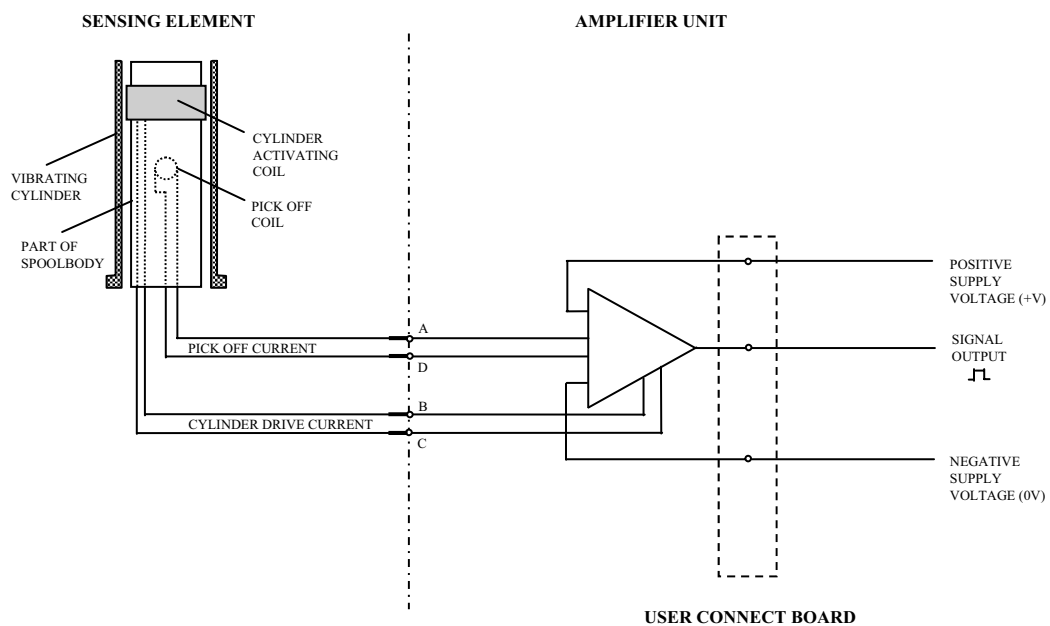 SENSING ELEMENT
AMPLIFIER UNIT
CYLINDER
ACTIVATING
COIL
VIBRATING
CYLINDER
PICK OFF
COIL
PART OF
SPOOLBODY
POSITIVE
SUPPLY
VOLTAGE (+V)
A
PICK OFF CURRENT
D
SIGNAL
OUTPUT
B
CYLINDER DRIVE CURRENT
C
NEGATIVE
SUPPLY
VOLTAGE (0V)
USER CONNECT BOARD